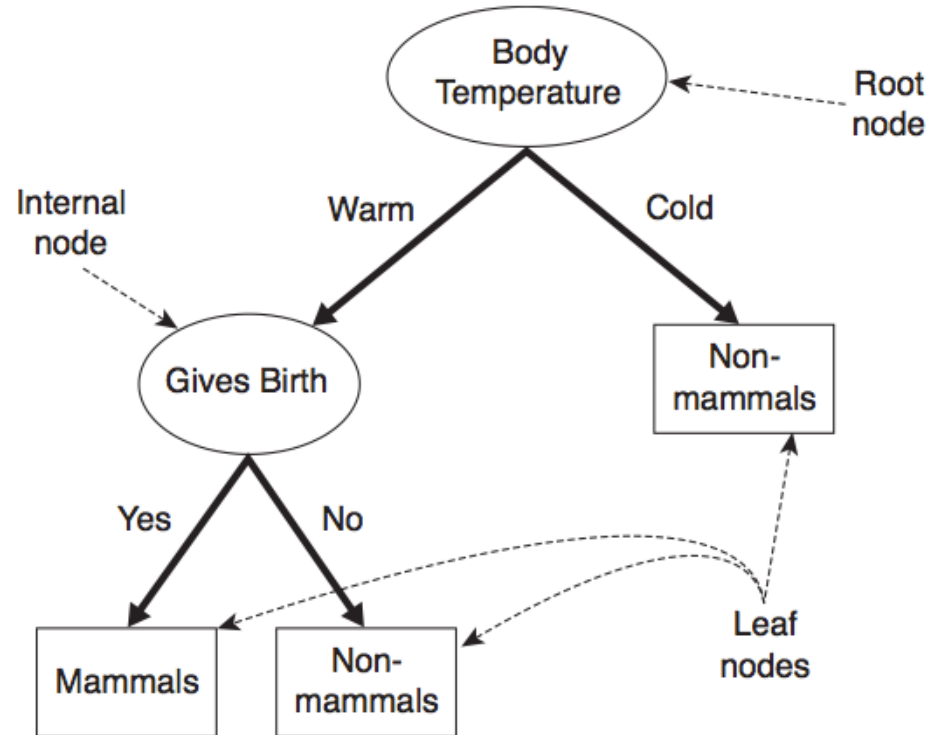 Body
Temperature
Root
node
Internal
node
Warm
Cold
Gives Birth
Non-
mammals
Yes
No
Mammals
Non-
mammals
Leaf
nodes